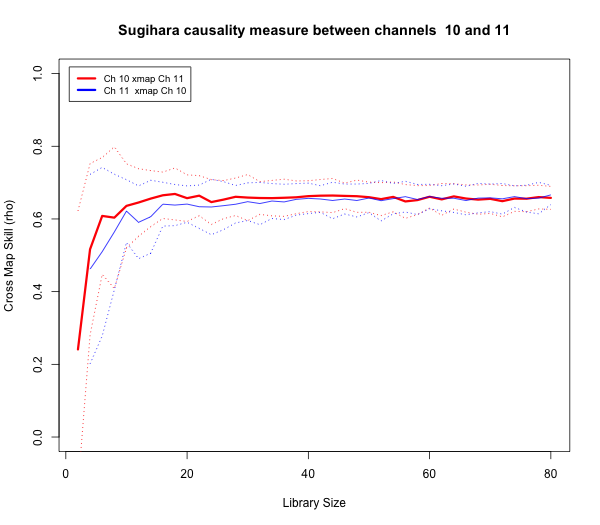 Sugihara causality measure between channels  10 and 11
Ch 10 xmap Ch 11
Ch 11  xmap Ch 10
Cross Map Skill (rho)
1.0
0.8
0.6
0.4
0.2
0.0
0 20 40 60 80
Library Size